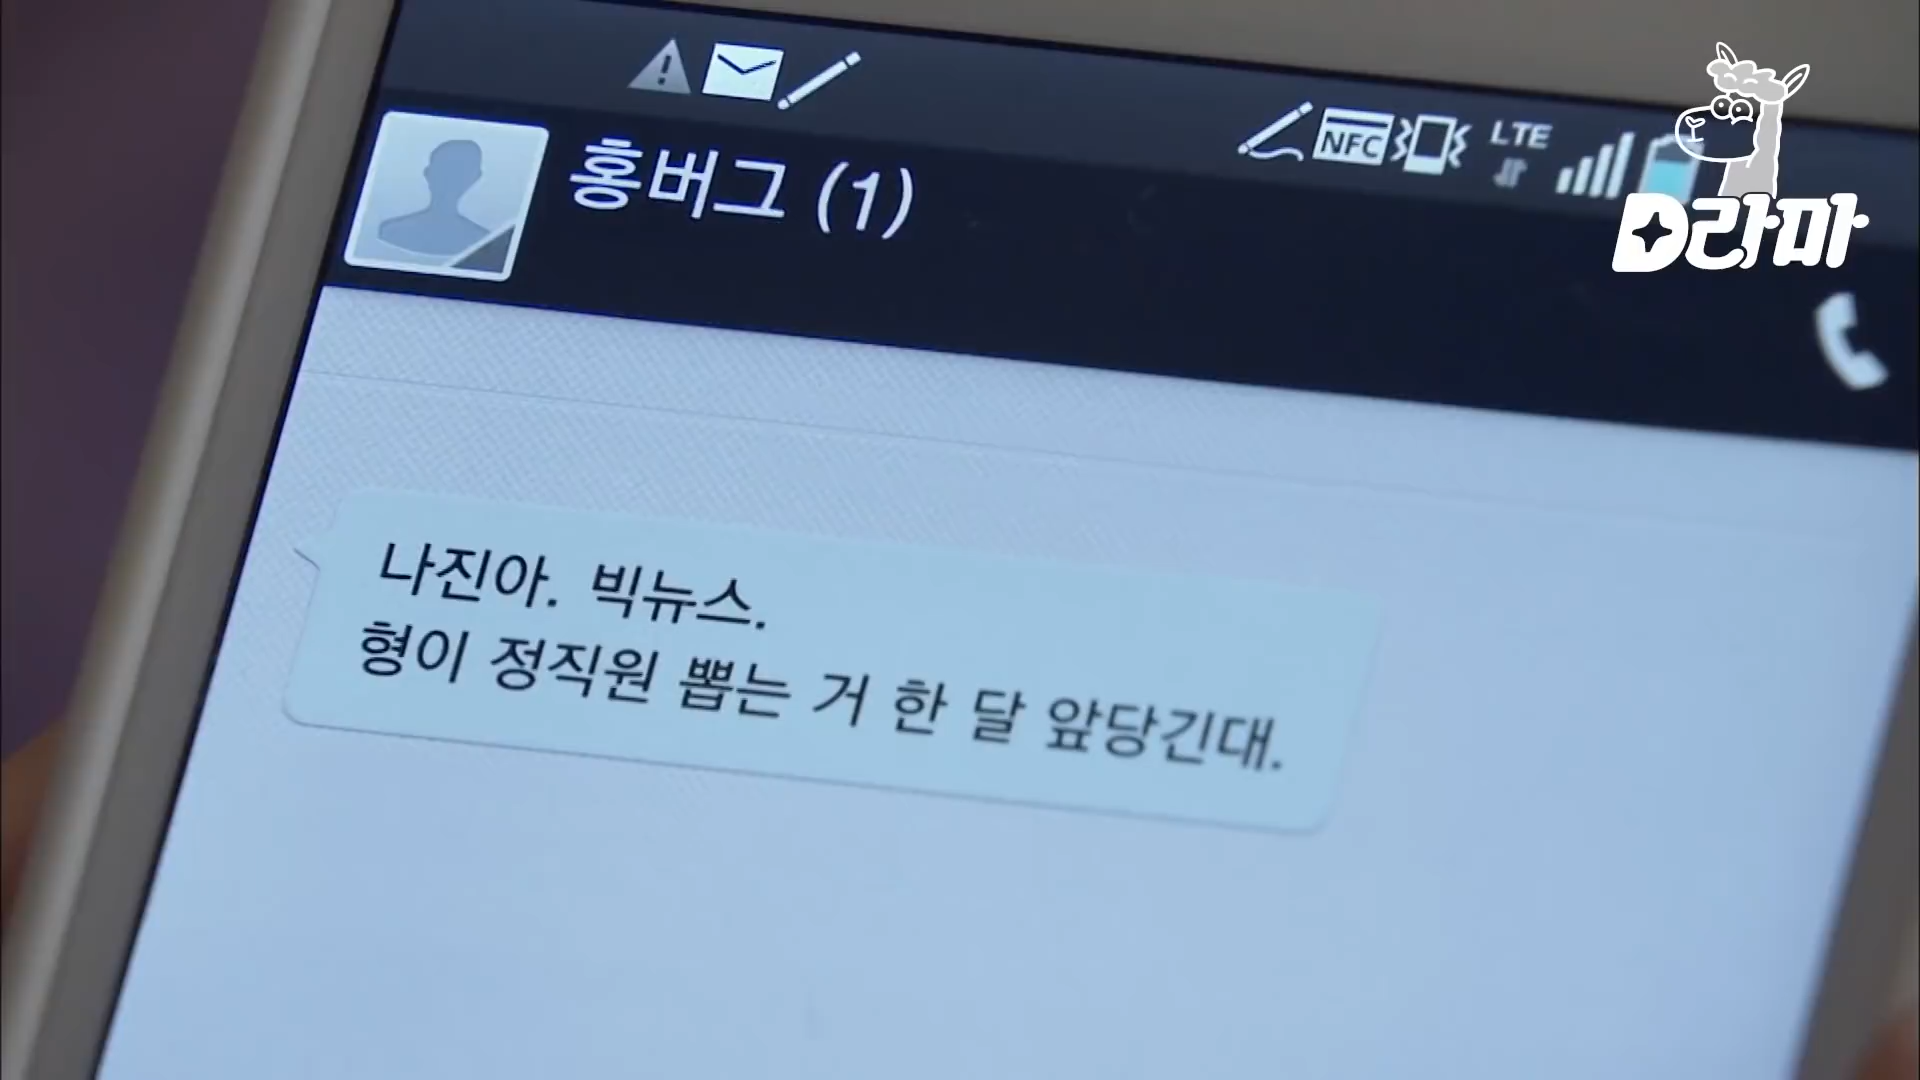 홍버그 (1)
NFC
LTE
D라마
나진아. 빅뉴스.
형이 정직원 뽑는 거 한 달 앞당긴대.